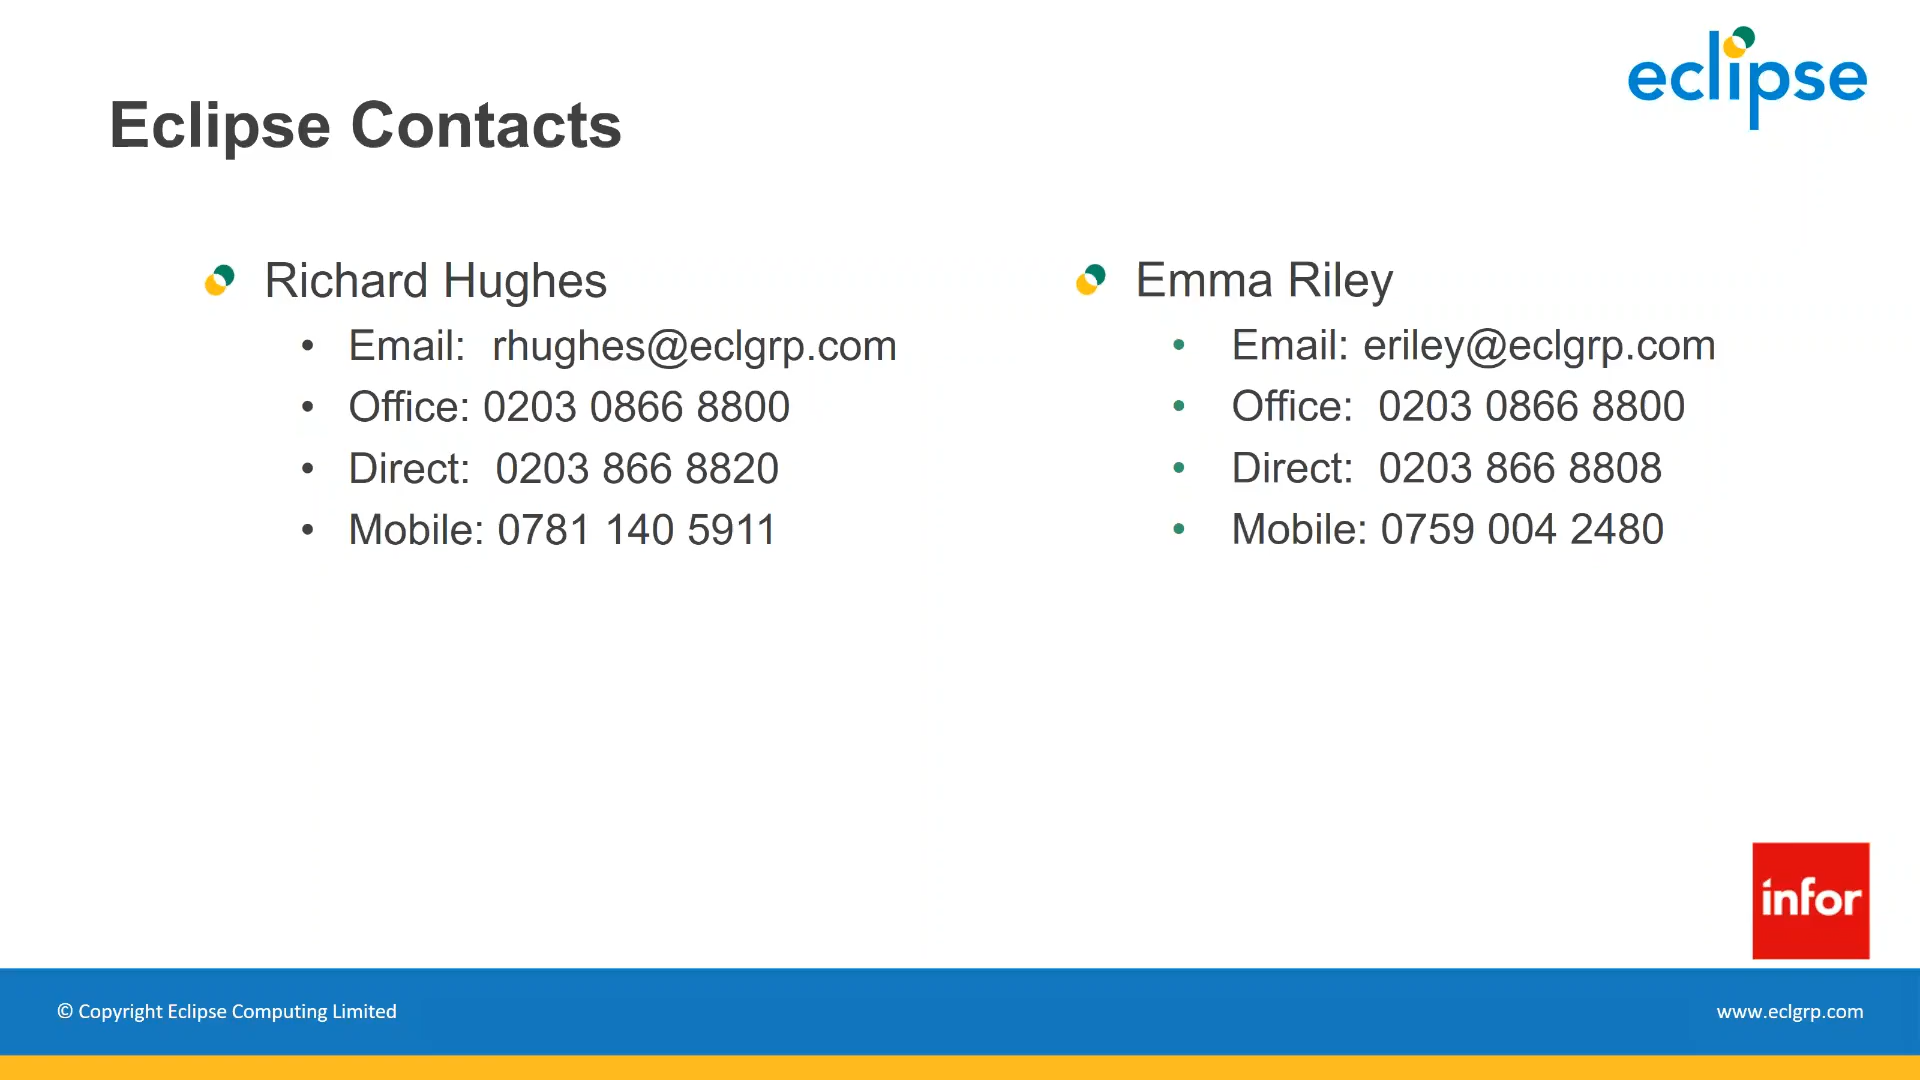 eclipse
Eclipse Contacts
Richard Hughes
• Email: rhughes@eclgrp.com
• Office: 0203 0866 8800
• Direct: 0203 866 8820
• Mobile: 0781 140 5911
Emma Riley
• Email: eriley@eclgrp.com
• Office: 0203 0866 8800
• Direct: 0203 866 8808
• Mobile: 0759 004 2480
infor
© Copyright Eclipse Computing Limited
www.eclgrp.com